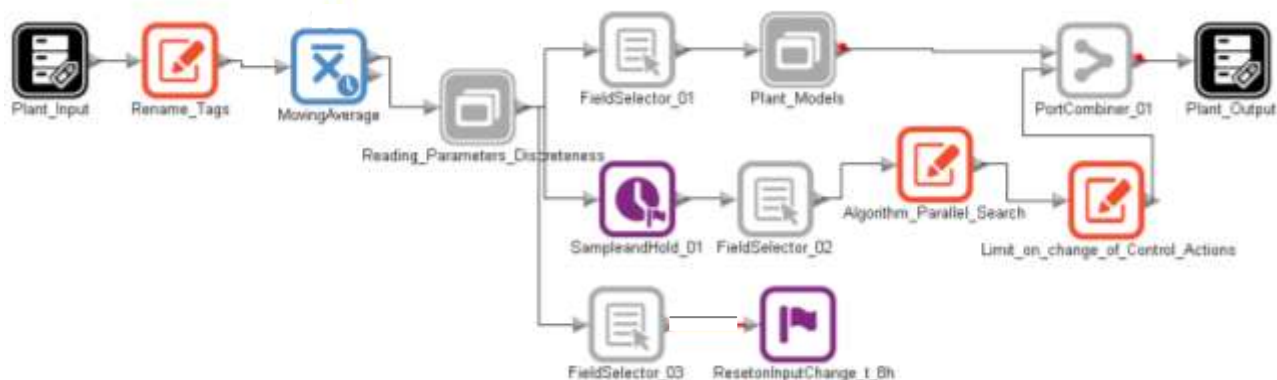 Plant_Input
Rename_Tags
MovingAverage
Reading_Parameters_Discreteness
FieldSelector_01
Plant_Models
PortCombiner_01
Plant_Output
SampleandHold_01
FieldSelector_02
Algorithm_Parallel_Search
Limit_on_change_of_Control_Actions
FieldSelector_03
ResetonInputChange_t_8h